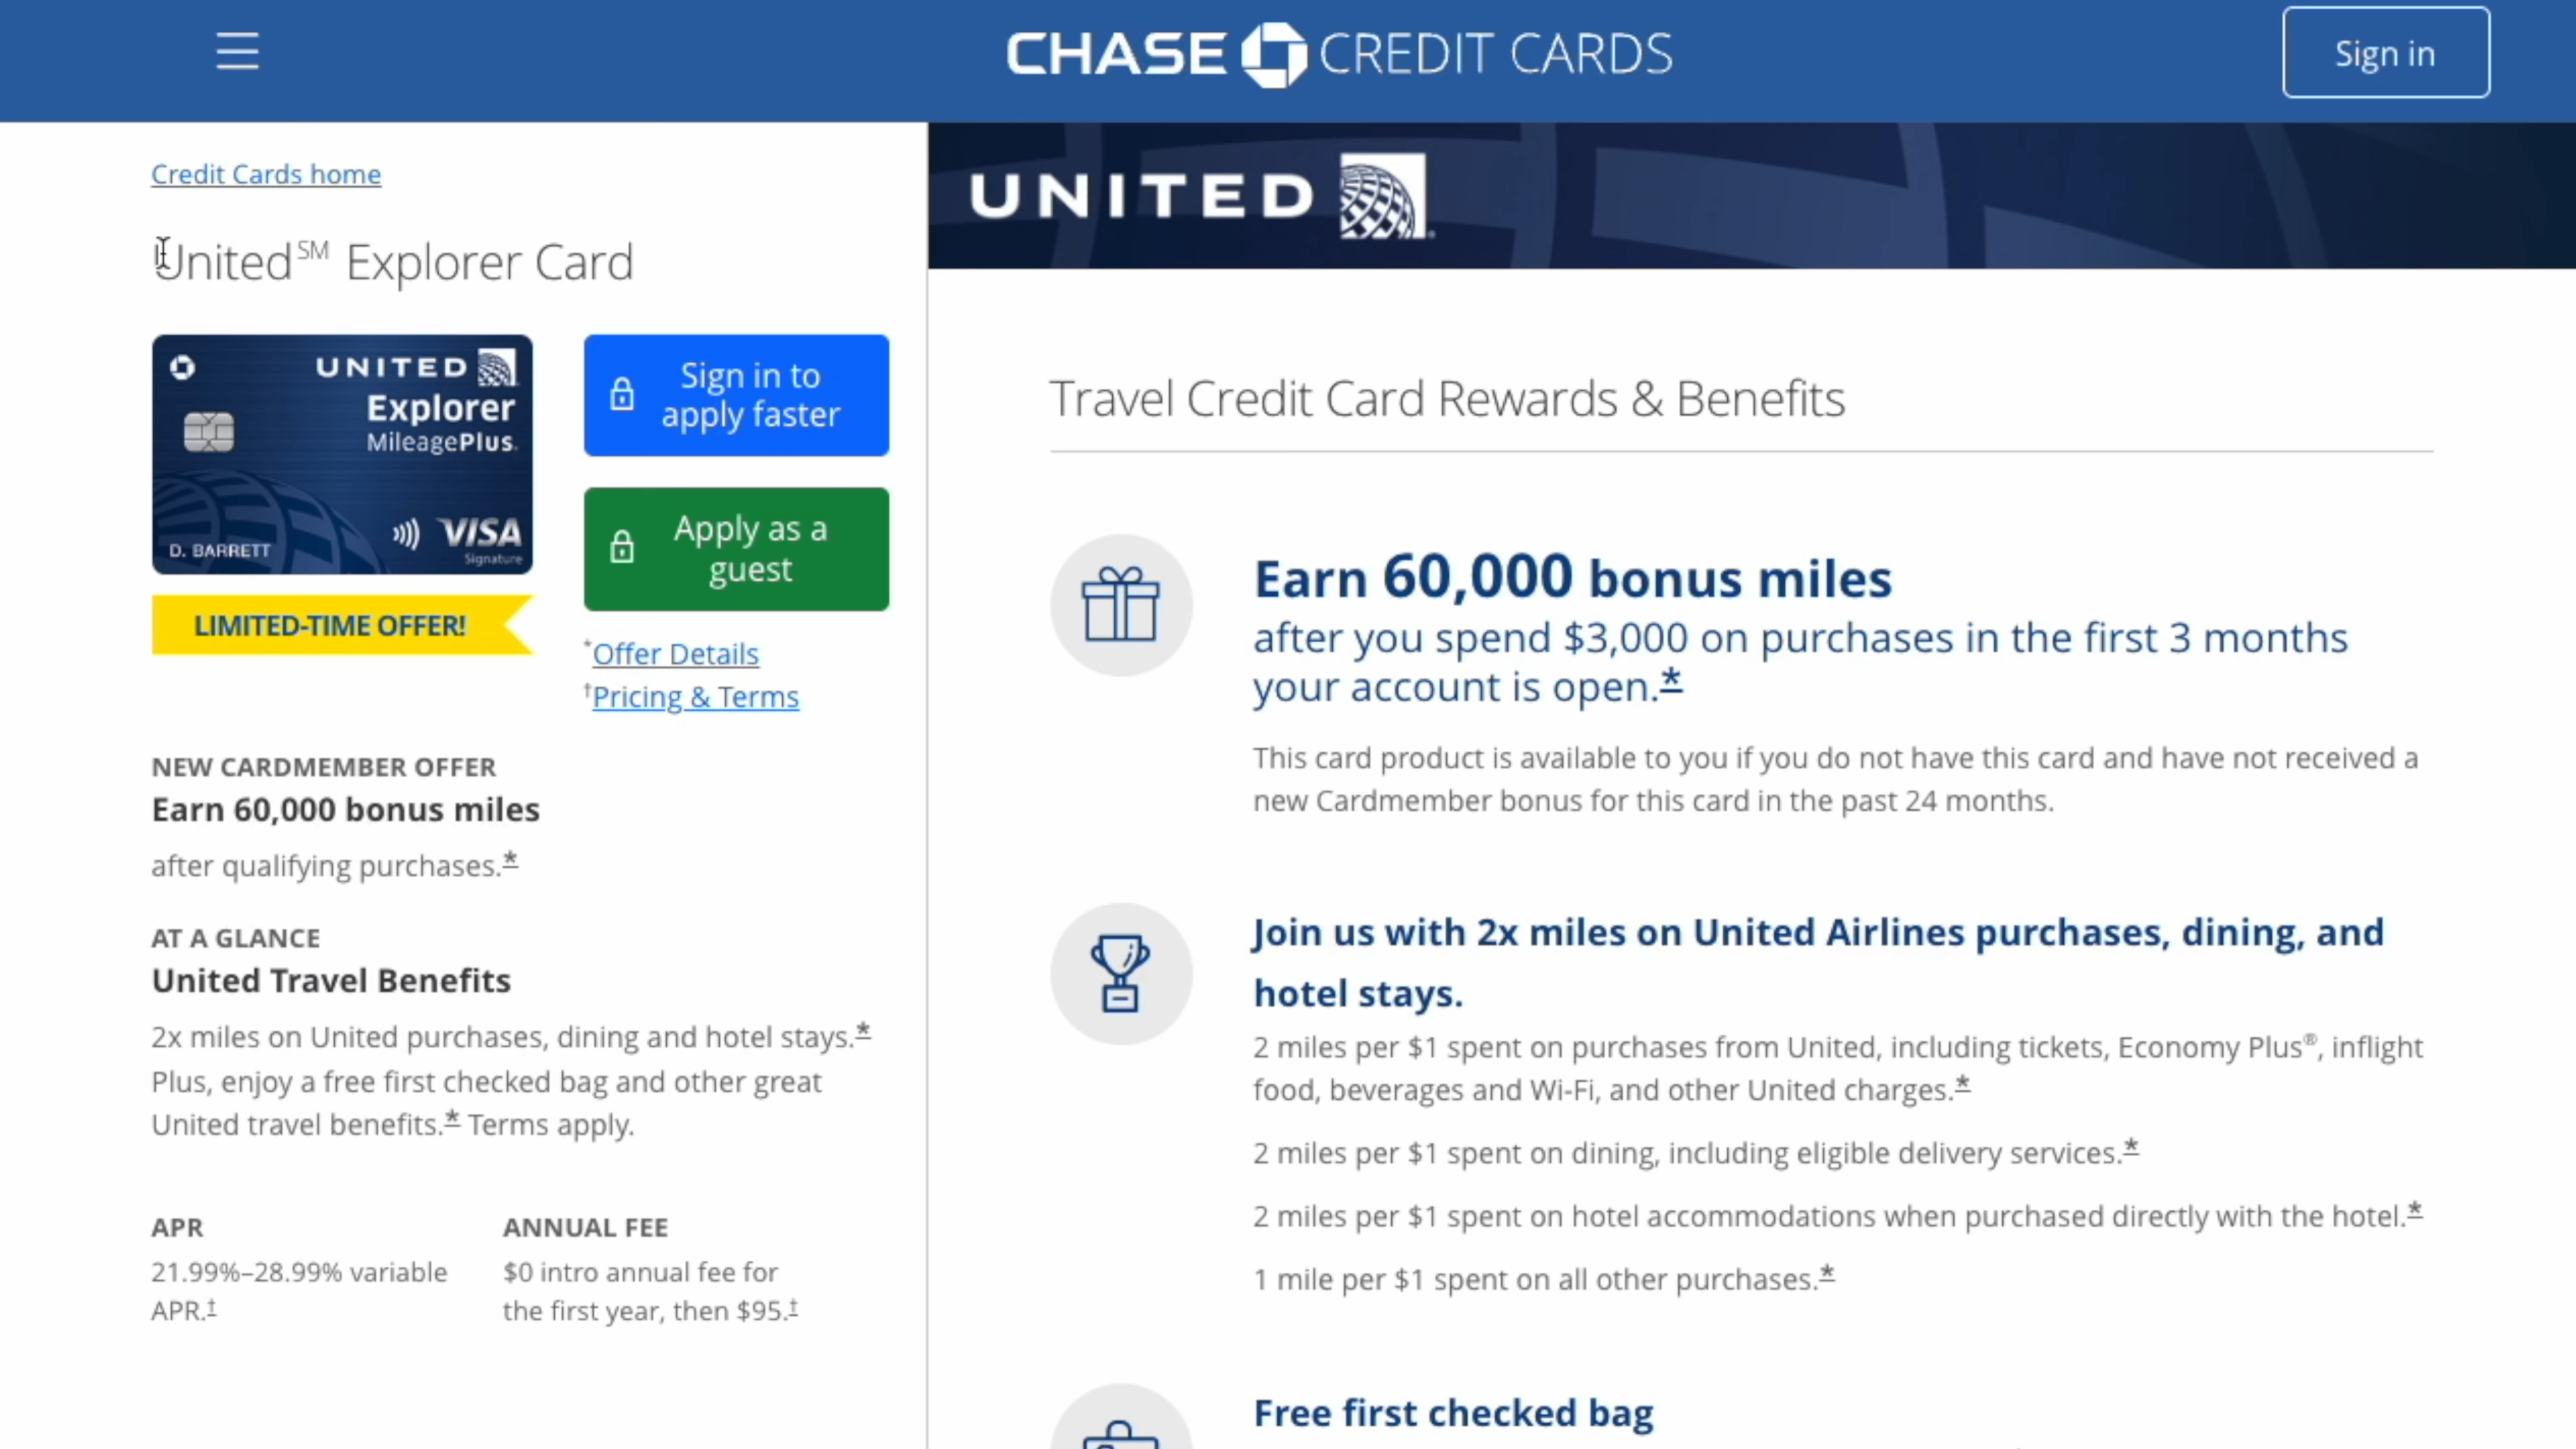 CHASE CREDIT CARDS
Sign in
Credit Cards home
United℠ Explorer Card
UNITED
Explorer
MileagePlus.
VISA
Signature
D. BARRETT
LIMITED-TIME OFFER!
Sign in to
apply faster
Apply as a
guest
*Offer Details
†Pricing & Terms
NEW CARDMEMBER OFFER
Earn 60,000 bonus miles
after qualifying purchases.*
AT A GLANCE
United Travel Benefits
2x miles on United purchases, dining and hotel stays.*
Plus, enjoy a free first checked bag and other great
United travel benefits.* Terms apply.
APR
21.99%–28.99% variable
APR.†
ANNUAL FEE
$0 intro annual fee for
the first year, then $95.†
UNITED
Travel Credit Card Rewards & Benefits
Earn 60,000 bonus miles
after you spend $3,000 on purchases in the first 3 months
your account is open.*
This card product is available to you if you do not have this card and have not received a
new Cardmember bonus for this card in the past 24 months.
Join us with 2x miles on United Airlines purchases, dining, and
hotel stays.
2 miles per $1 spent on purchases from United, including tickets, Economy Plus®, inflight
food, beverages and Wi-Fi, and other United charges.*
2 miles per $1 spent on dining, including eligible delivery services.*
2 miles per $1 spent on hotel accommodations when purchased directly with the hotel.*
1 mile per $1 spent on all other purchases.*
Free first checked bag